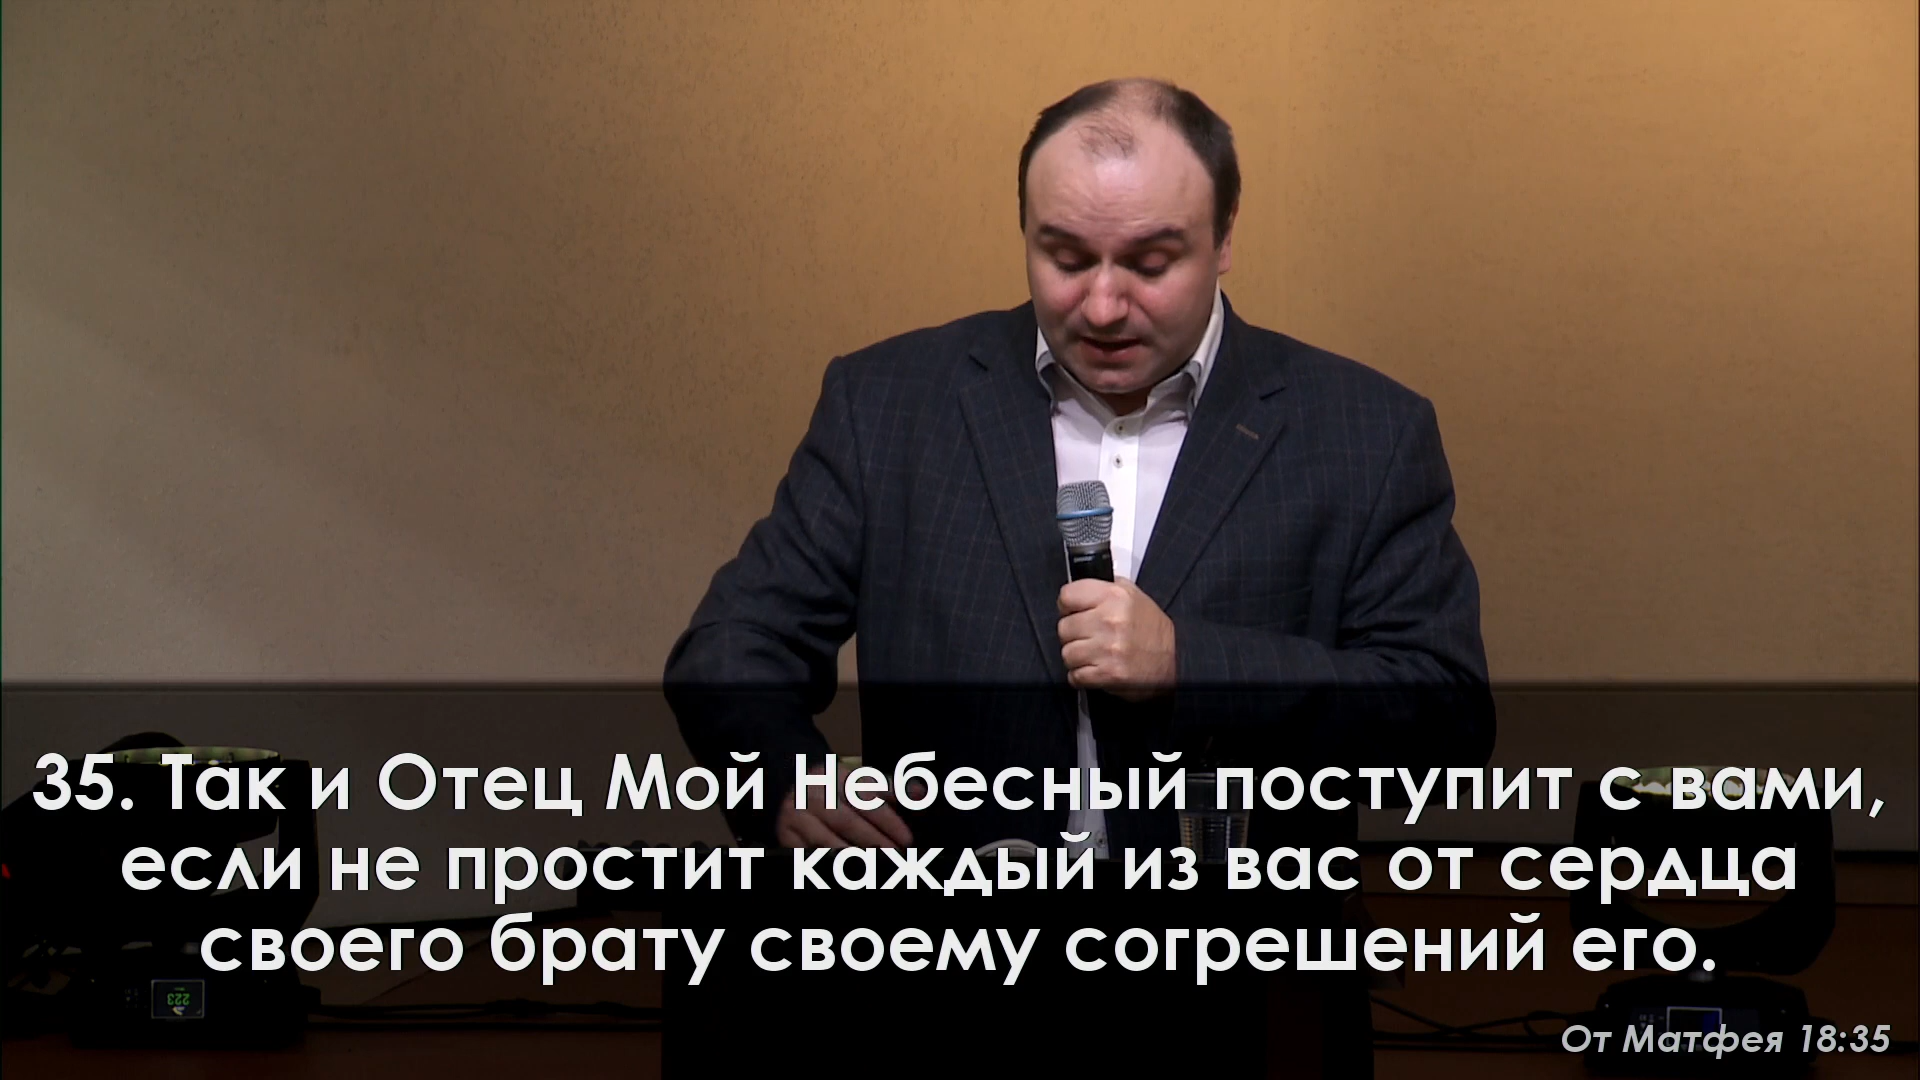 35. Так и Отец Мой Небесный поступит с вами,
если не простит каждый из вас от сердца
своего брату своему согрешений его.
223
От Матфея 18:35